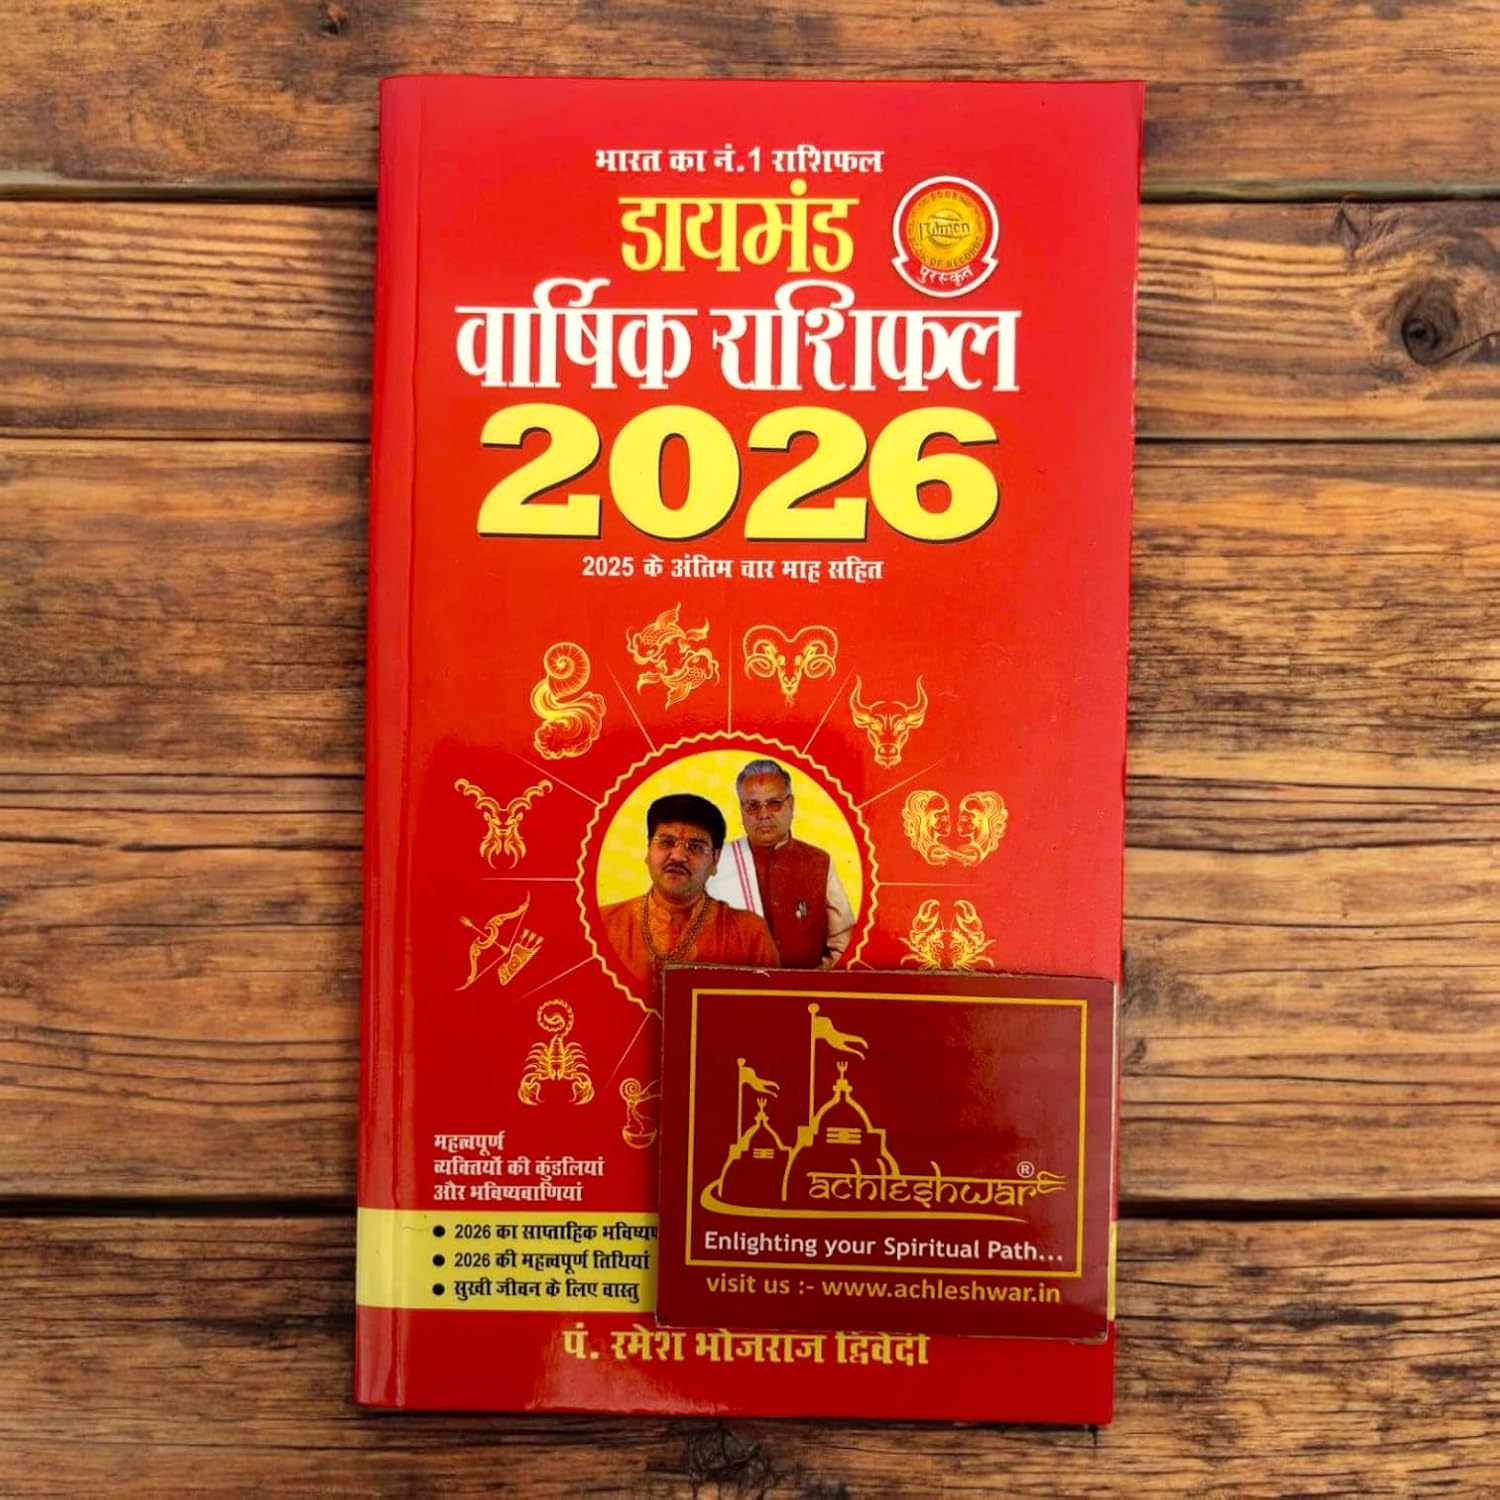 भारत का नं.1 राशिफल
डायमंड
पुरस्कृत
वार्षिक राशिफल
2026
2025 के अंतिम चार माह सहित
महत्वपूर्ण
व्यक्तियों की कुंडलियां
और भविष्यवाणियां
2026 का साप्ताहिक
2026 की महत्वपूर्ण तिथियां
सुखी जीवन के लिए वास्तु
achleshwar ®
Enlighting your Spiritual Path...
visit us :- www.achleshwar.in
पं. रमेश भोजराज द्विवेदी